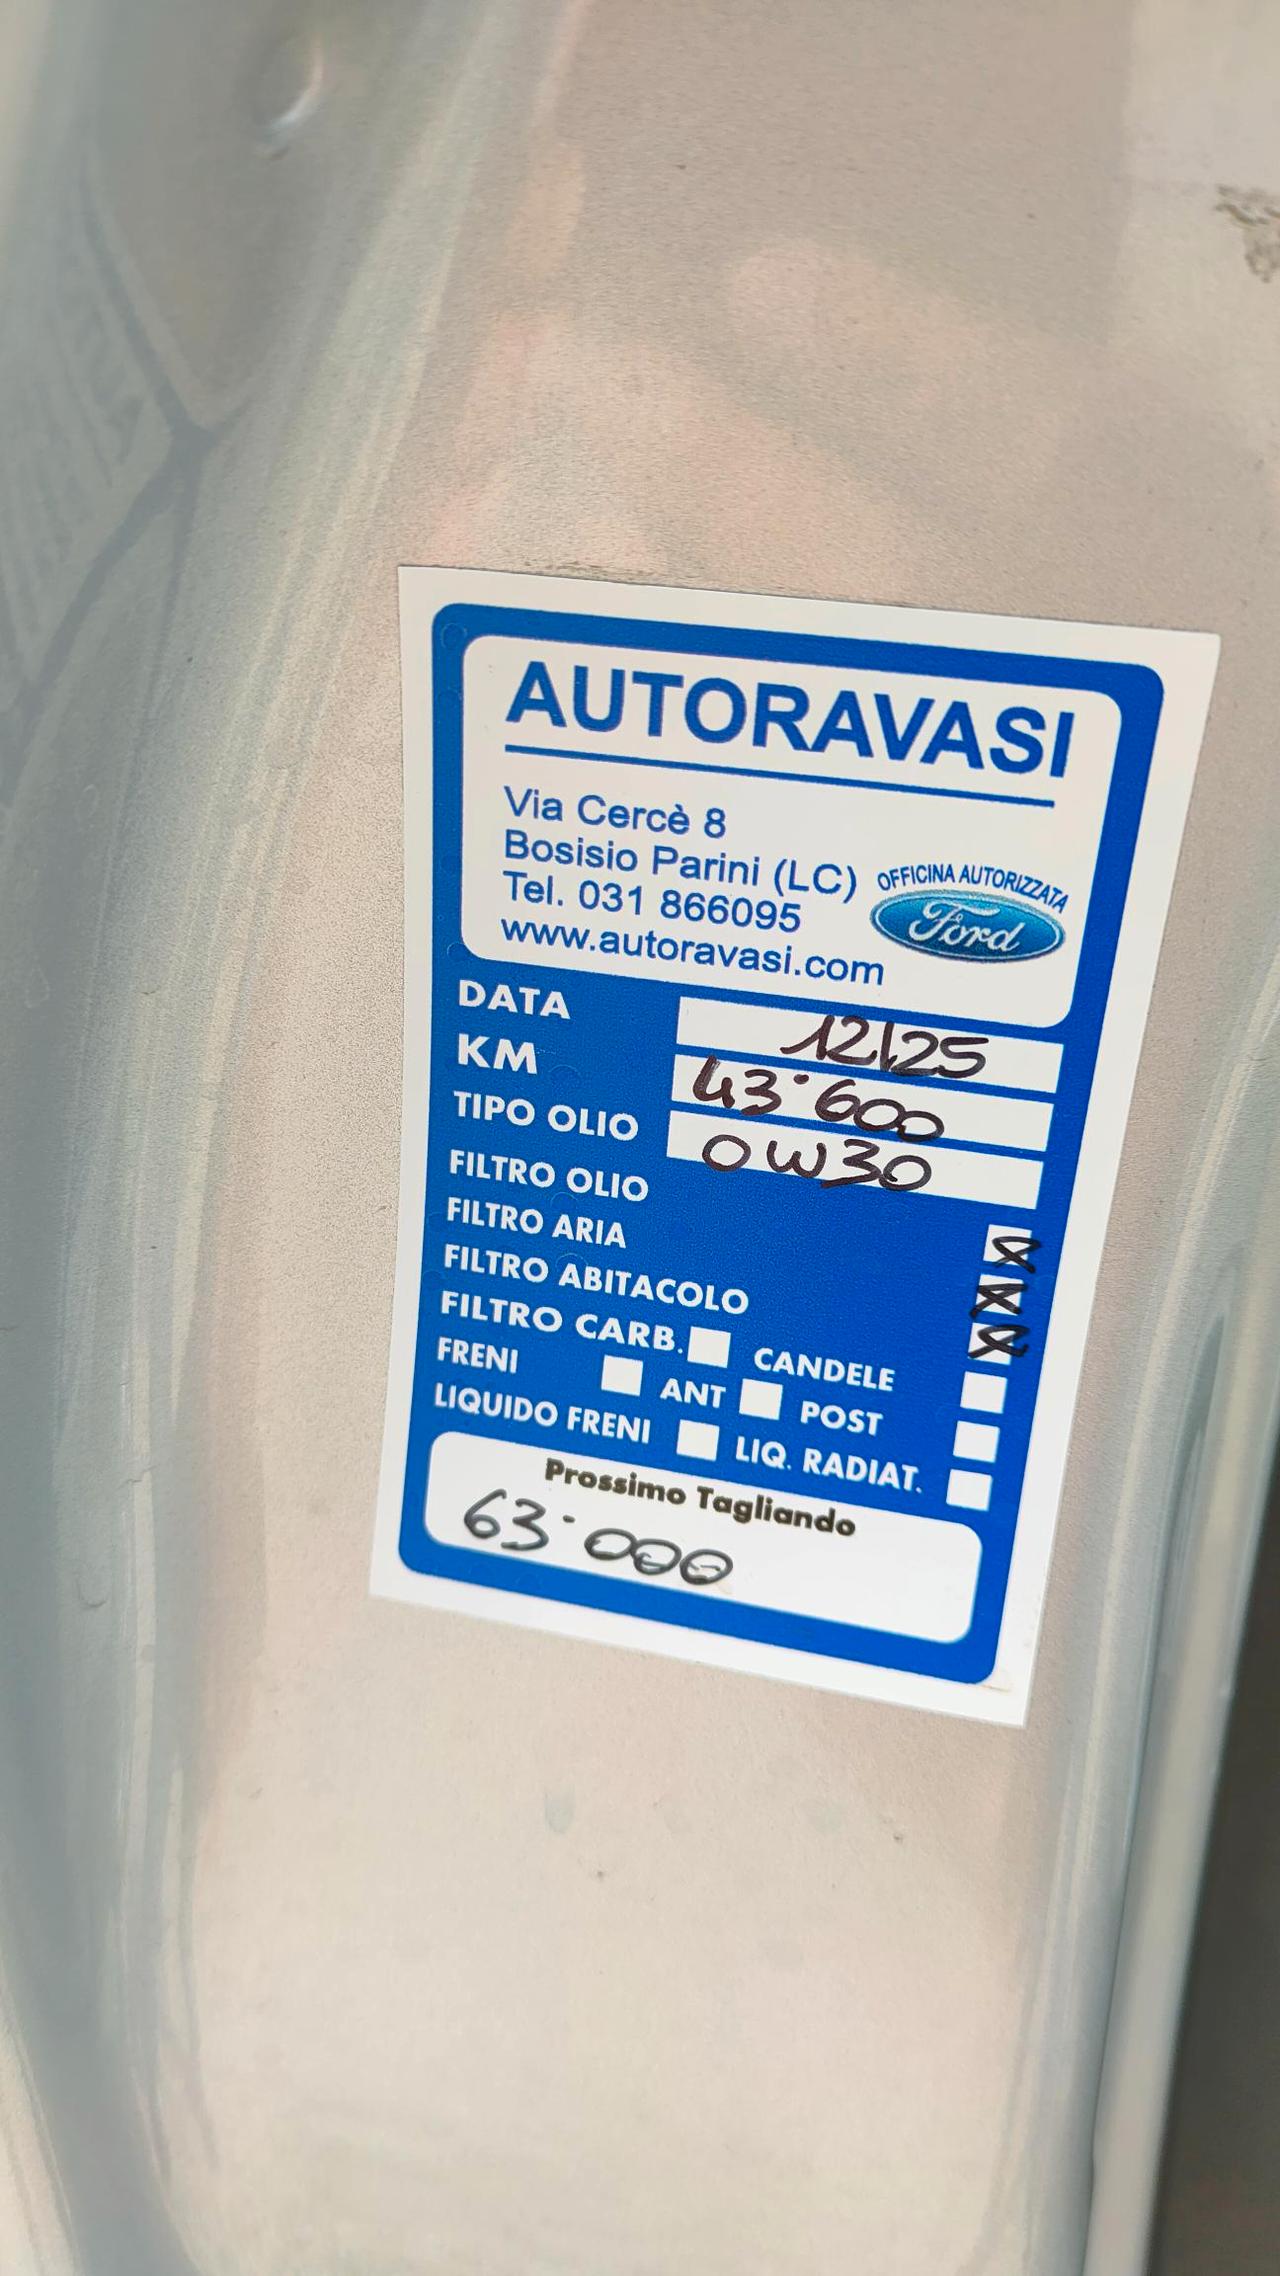 AUTORAVASI
Via Cercè 8
Bosisio Parini (LC)
Tel. 031 866095
www.autoravasi.com
OFFICINA AUTORIZZATA
Ford
DATA 12/25
KM 43·600
TIPO OLIO 0W30
FILTRO OLIO
FILTRO ARIA
FILTRO ABITACOLO
FILTRO CARB. CANDELE
FRENI ANT POST
LIQUIDO FRENI LIQ. RADIAT.
Prossimo Tagliando
63·000